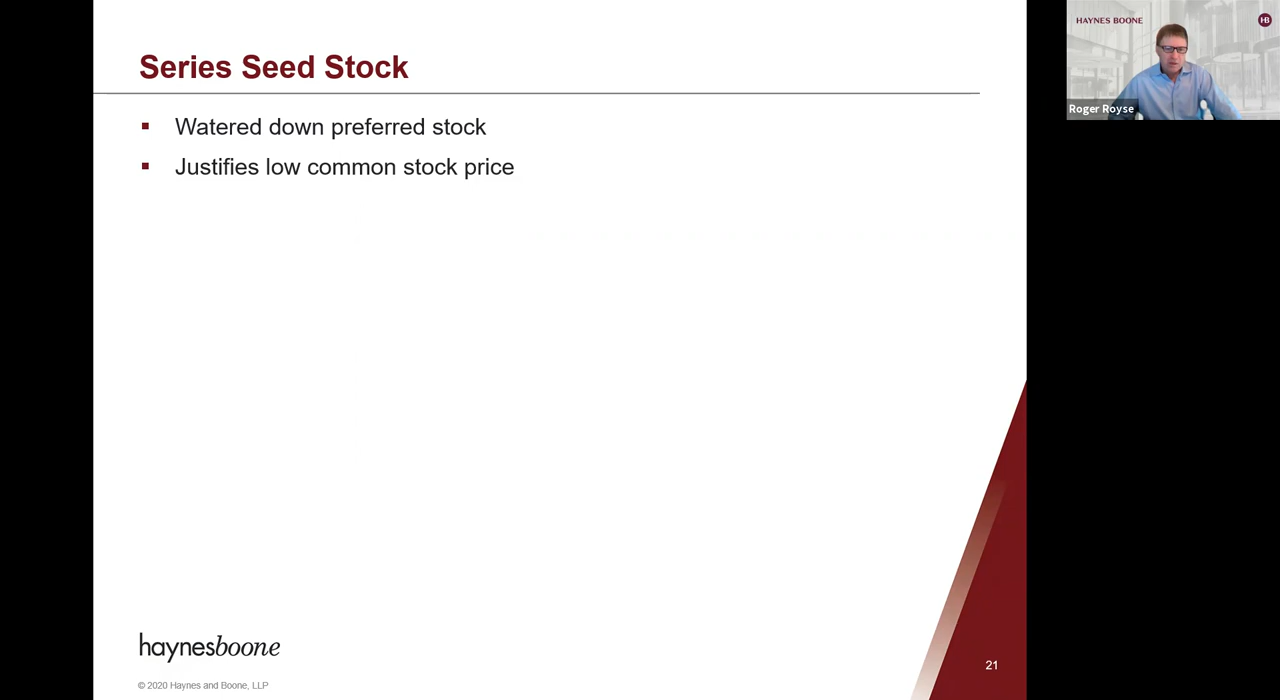 Series Seed Stock
Watered down preferred stock
Justifies low common stock price
haynesboone
© 2020 Haynes and Boone, LLP
21
HAYNES BOONE
HB
Roger Royse